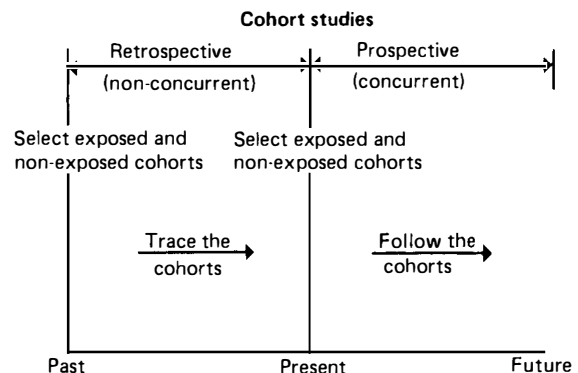 Cohort studies
Retrospective
(non-concurrent)
Prospective
(concurrent)
Select exposed and
non-exposed cohorts
Select exposed and
non-exposed cohorts
Trace the
cohorts
Follow the
cohorts
Past
Present
Future